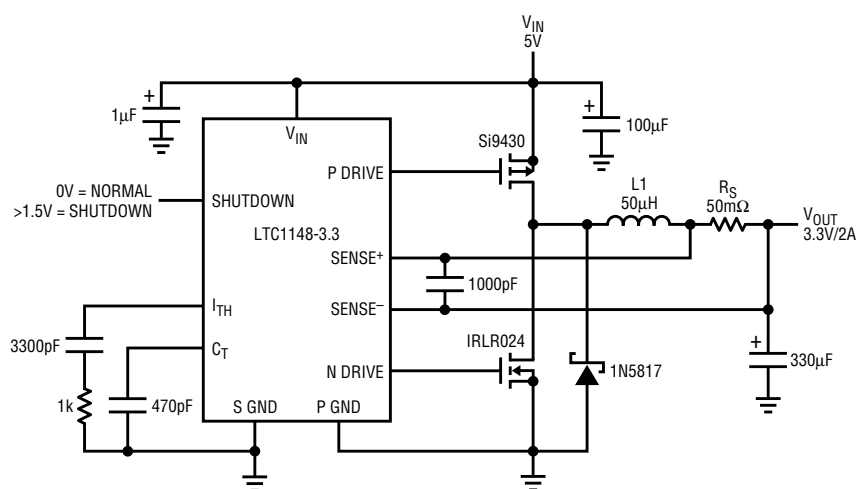 V_IN
5V
1µF
+
V_IN
+
100µF
Si9430
P DRIVE
0V = NORMAL
>1.5V = SHUTDOWN
SHUTDOWN
LTC1148-3.3
L1
50µH
R_S
50mΩ
V_OUT
3.3V/2A
SENSE⁺
1000pF
SENSE⁻
I_TH
3300pF
C_T
IRLR024
N DRIVE
1N5817
+
330µF
1k
470pF
S GND
P GND